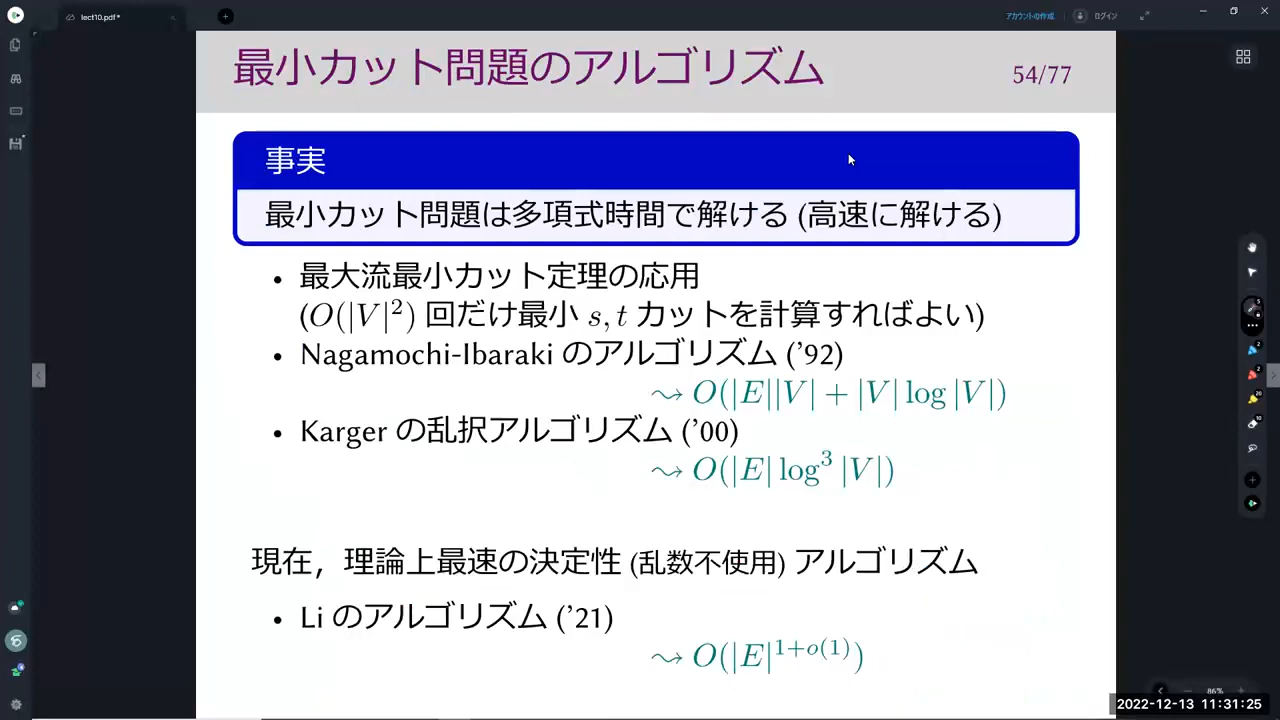 lect10.pdf*
アカウントの作成
ログイン
最小カット問題のアルゴリズム
54/77
事実
最小カット問題は多項式時間で解ける (高速に解ける)
• 最大流最小カット定理の応用
(O(|V|²) 回だけ最小 s, t カットを計算すればよい)
• Nagamochi-Ibaraki のアルゴリズム (’92)
⇝ O(|E||V| + |V| log |V|)
• Karger の乱択アルゴリズム (’00)
⇝ O(|E| log³ |V|)
現在，理論上最速の決定性 (乱数不使用) アルゴリズム
• Li のアルゴリズム (’21)
⇝ O(|E|^{1+o(1)})
86%
2022-12-13 11:31:25